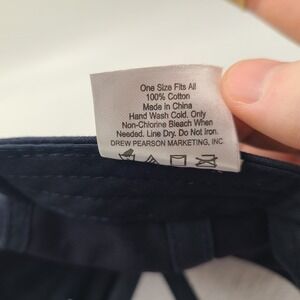 One Size Fits All
100% Cotton
Made in China
Hand Wash Cold. Only
Non-Chlorine Bleach When
Needed. Line Dry. Do Not Iron.
DREW PEARSON MARKETING, INC.